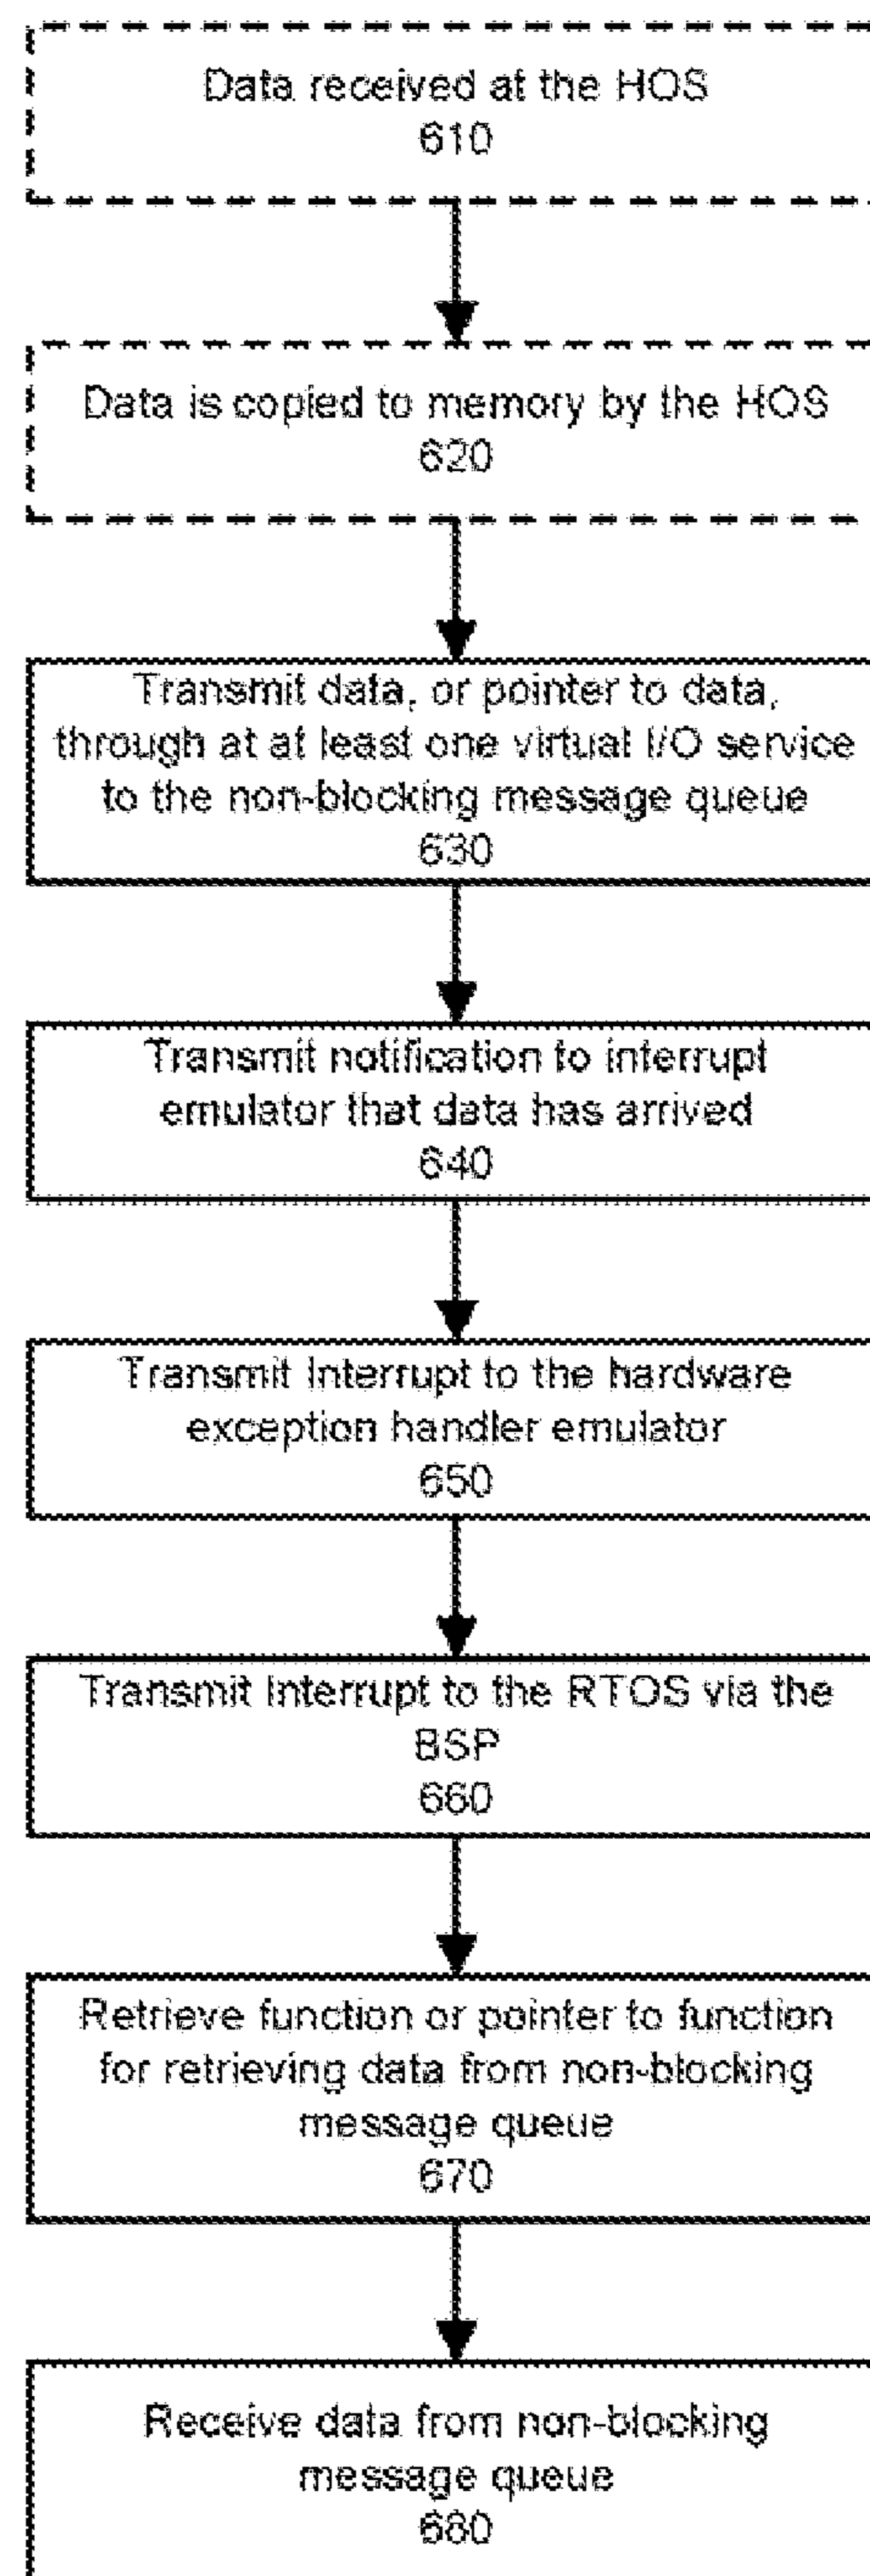 Data received at the HOS
610
Data is copied to memory by the HOS
620
Transmit data, or pointer to data,
through at at least one virtual I/O service
to the non-blocking message queue
630
Transmit notification to interrupt
emulator that data has arrived
640
Transmit Interrupt to the hardware
exception handler emulator
650
Transmit Interrupt to the RTOS via the
BSP
660
Retrieve function or pointer to function
for retrieving data from non-blocking
message queue
670
Receive data from non-blocking
message queue
680